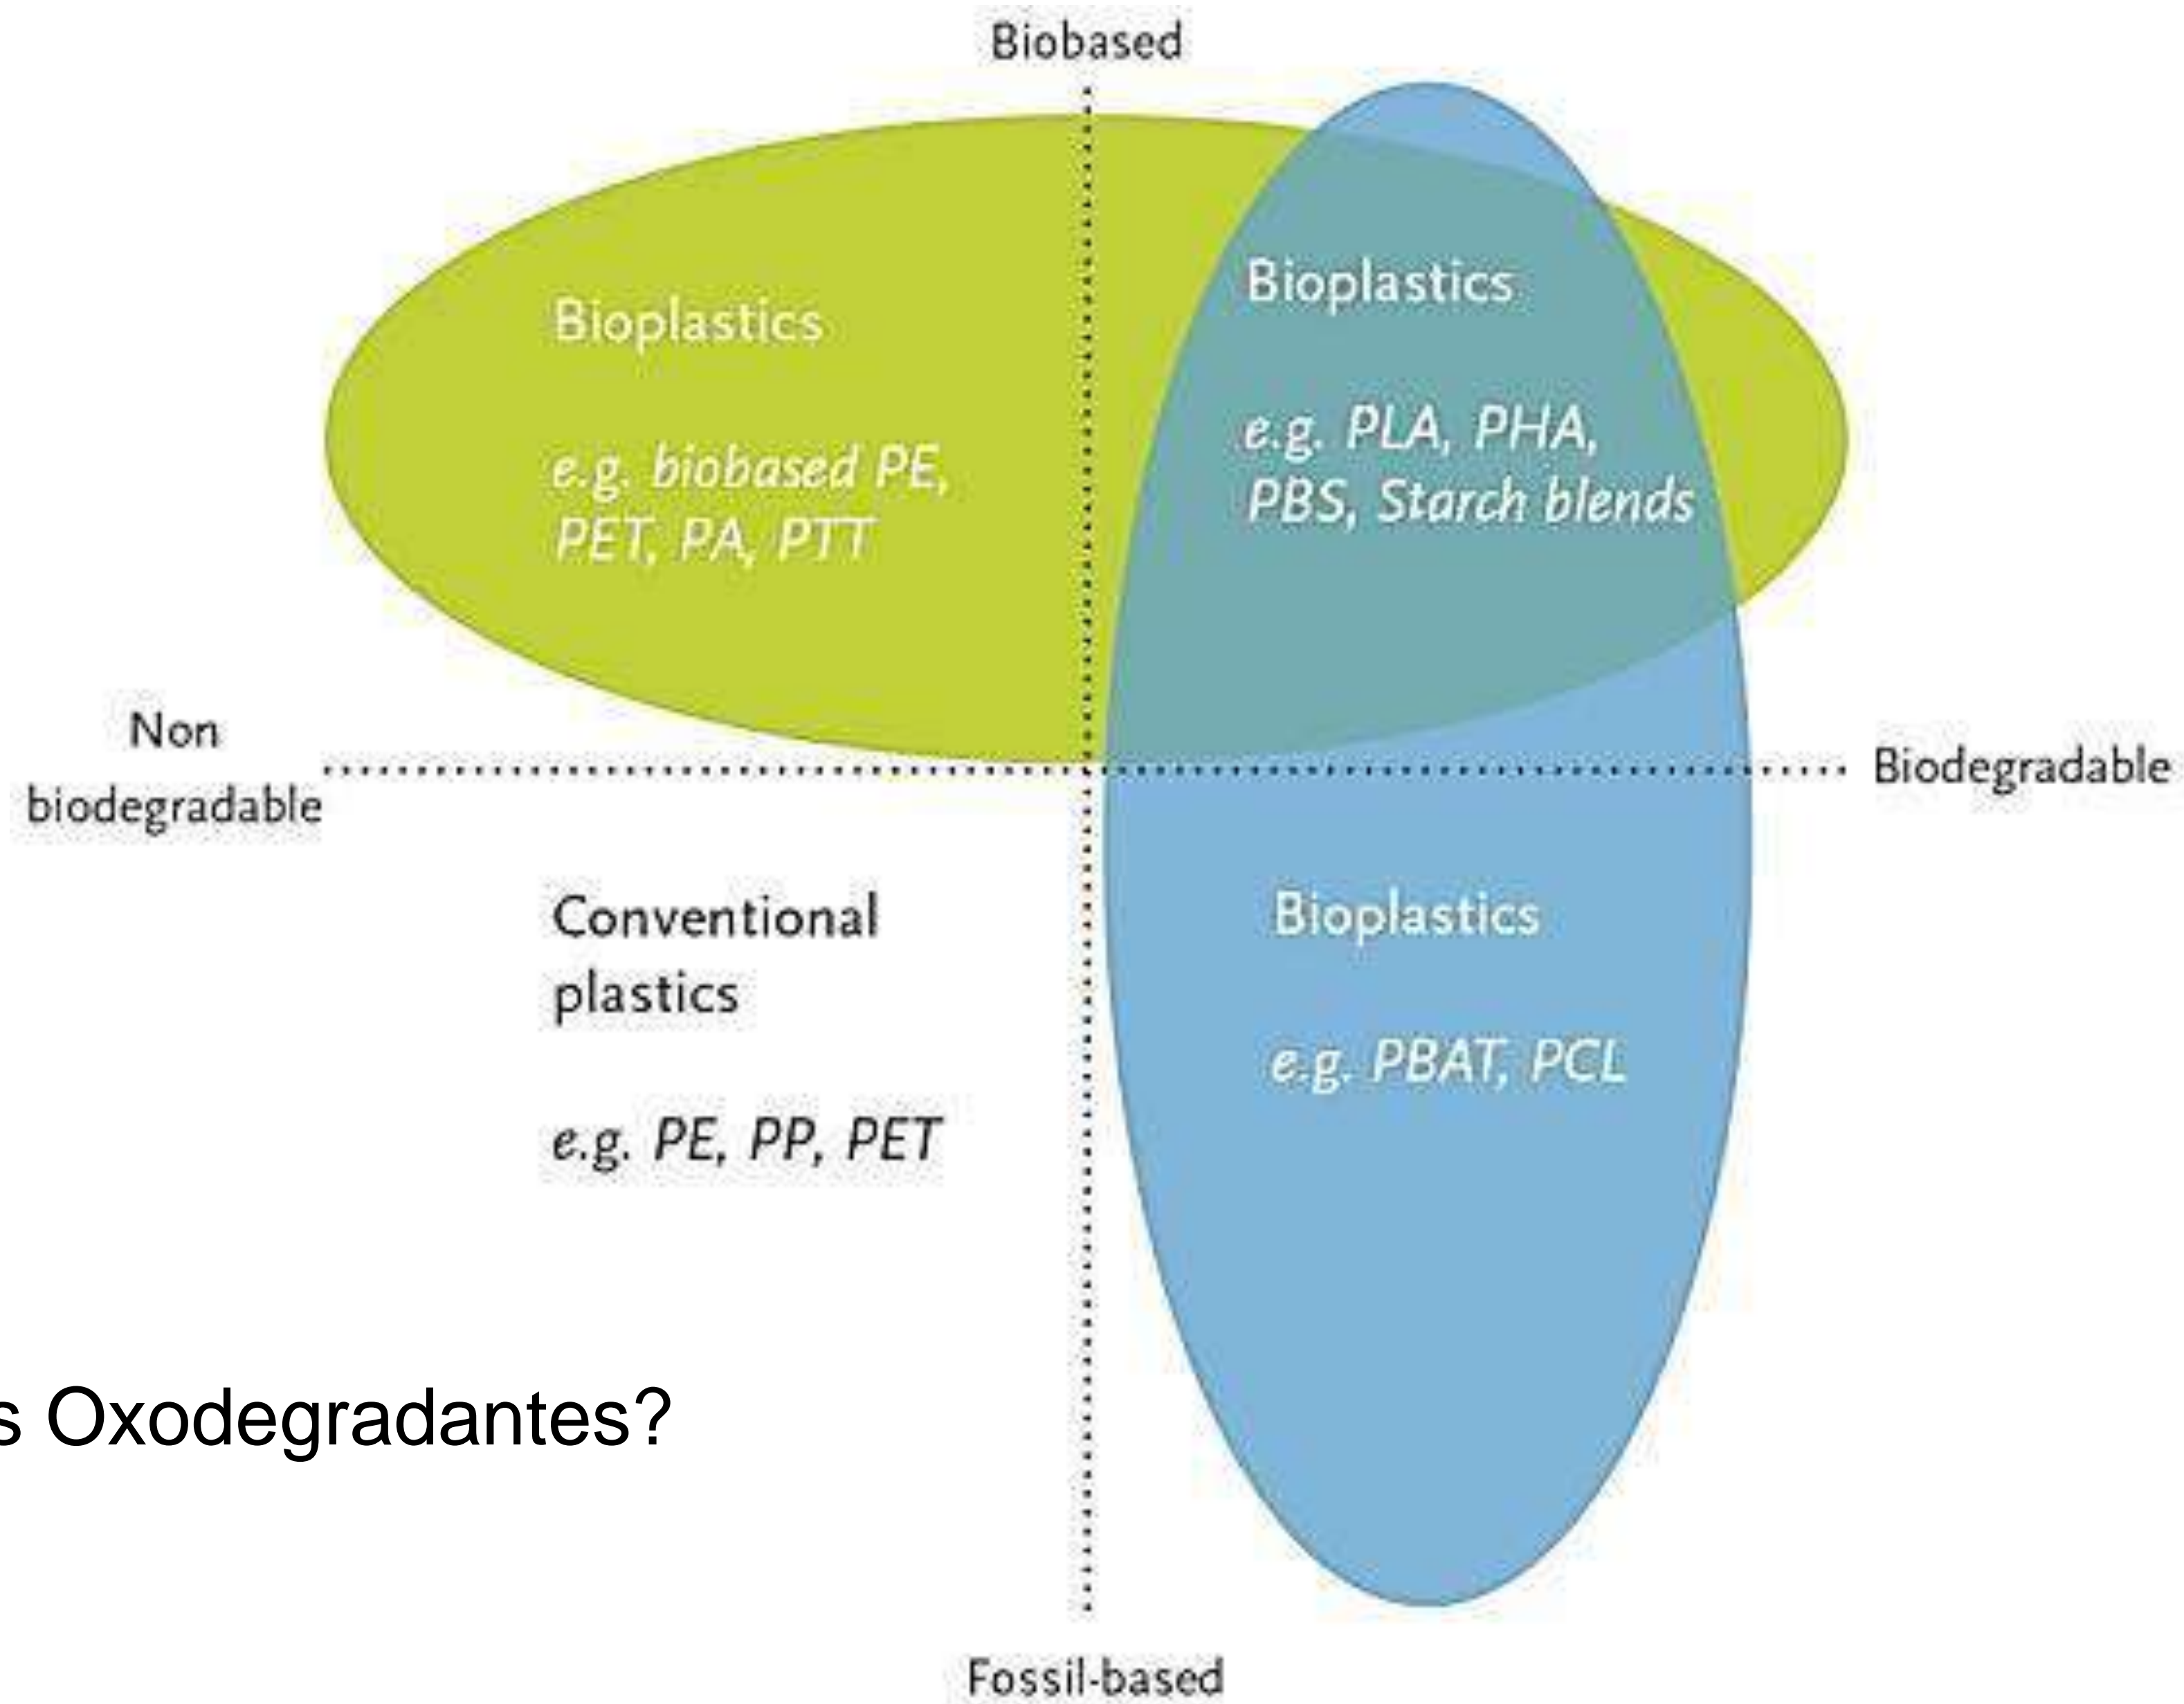 Biobased
Bioplastics
e.g. biobased PE,
PET, PA, PTT
Bioplastics
e.g. PLA, PHA,
PBS, Starch blends
Non
biodegradable
Biodegradable
Conventional
plastics
e.g. PE, PP, PET
Bioplastics
e.g. PBAT, PCL
s Oxodegradantes?
Fossil-based